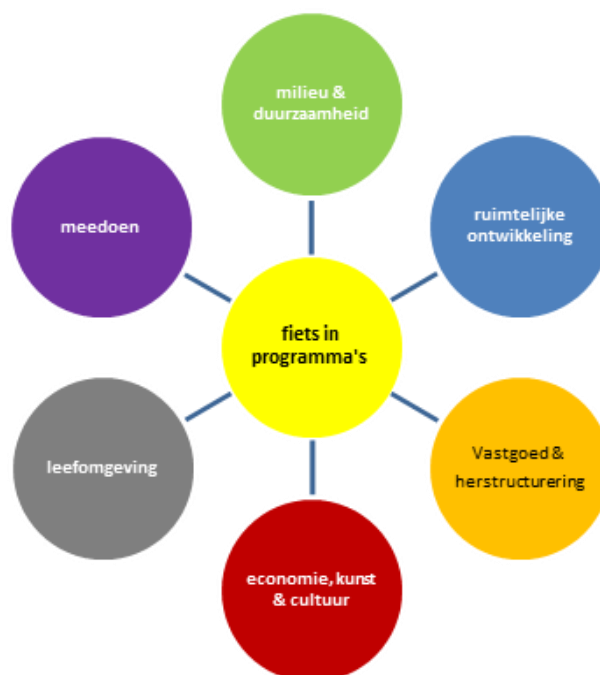 milieu &
duurzaamheid
ruimtelijke
ontwikkeling
meedoen
fiets in
programma's
Vastgoed &
herstructurering
leefomgeving
economie, kunst
& cultuur